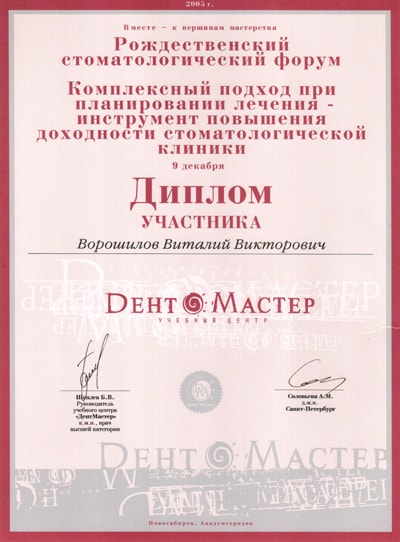 2005 г.
Вместе – к вершинам мастерства
Рождественский
стоматологический форум
Комплексный подход при
планировании лечения -
инструмент повышения
доходности стоматологической
клиники
9 декабря
Диплом
УЧАСТНИКА
Ворошилов Виталий Викторович
ДЕНТ МАСТЕР
УЧЕБНЫЙ ЦЕНТР
Руководитель
учебного центра
«ДентМастер»
к.м.н., врач
высшей категории
Соловьева А.М.
д.м.н.
Санкт-Петербург
ДЕНТ МАСТЕР
Новосибирск, Академгородок